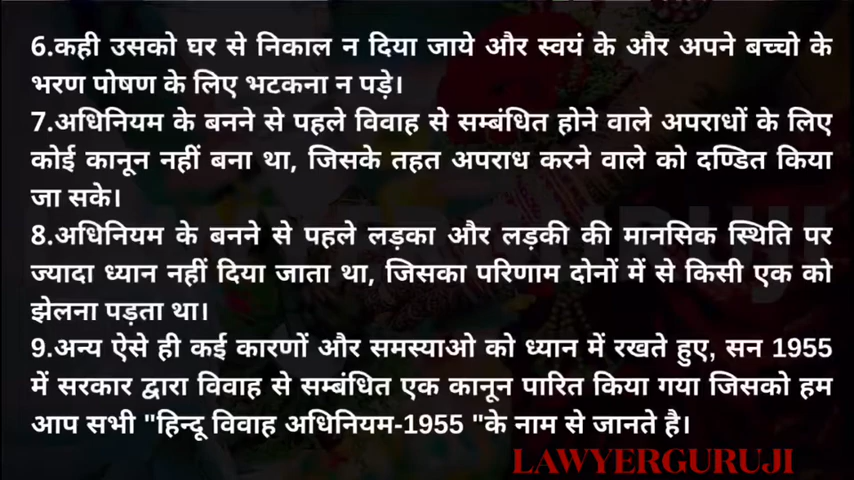 6.कही उसको घर से निकाल न दिया जाये और स्वयं के और अपने बच्चो के
भरण पोषण के लिए भटकना न पड़े।
7.अधिनियम के बनने से पहले विवाह से सम्बंधित होने वाले अपराधों के लिए
कोई कानून नहीं बना था, जिसके तहत अपराध करने वाले को दण्डित किया
जा सके।
8.अधिनियम के बनने से पहले लड़का और लड़की की मानसिक स्थिति पर
ज्यादा ध्यान नहीं दिया जाता था, जिसका परिणाम दोनों में से किसी एक को
झेलना पड़ता था।
9.अन्य ऐसे ही कई कारणों और समस्याओ को ध्यान में रखते हुए, सन 1955
में सरकार द्वारा विवाह से सम्बंधित एक कानून पारित किया गया जिसको हम
आप सभी "हिन्दू विवाह अधिनियम-1955 "के नाम से जानते है।
LAWYERGURUJI